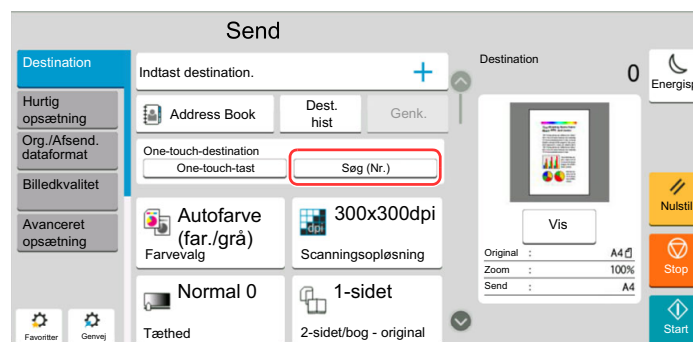 Send
Destination
Hurtig
opsætning
Org./Afsend.
dataformat
Billedkvalitet
Avanceret
opsætning
Favoritter
Genvej
Indtast destination.
Address Book
Dest.
hist
Genk.
One-touch-destination
One-touch-tast
Søg (Nr.)
Autofarve
(far./grå)
Farvevalg
dpi
300x300dpi
Scanningsopløsning
Normal 0
Tæthed
1-sidet
2-sidet/bog - original
Destination
0
Vis
Original : A4
Zoom : 100%
Send : A4
Nulstil
Stop
Start